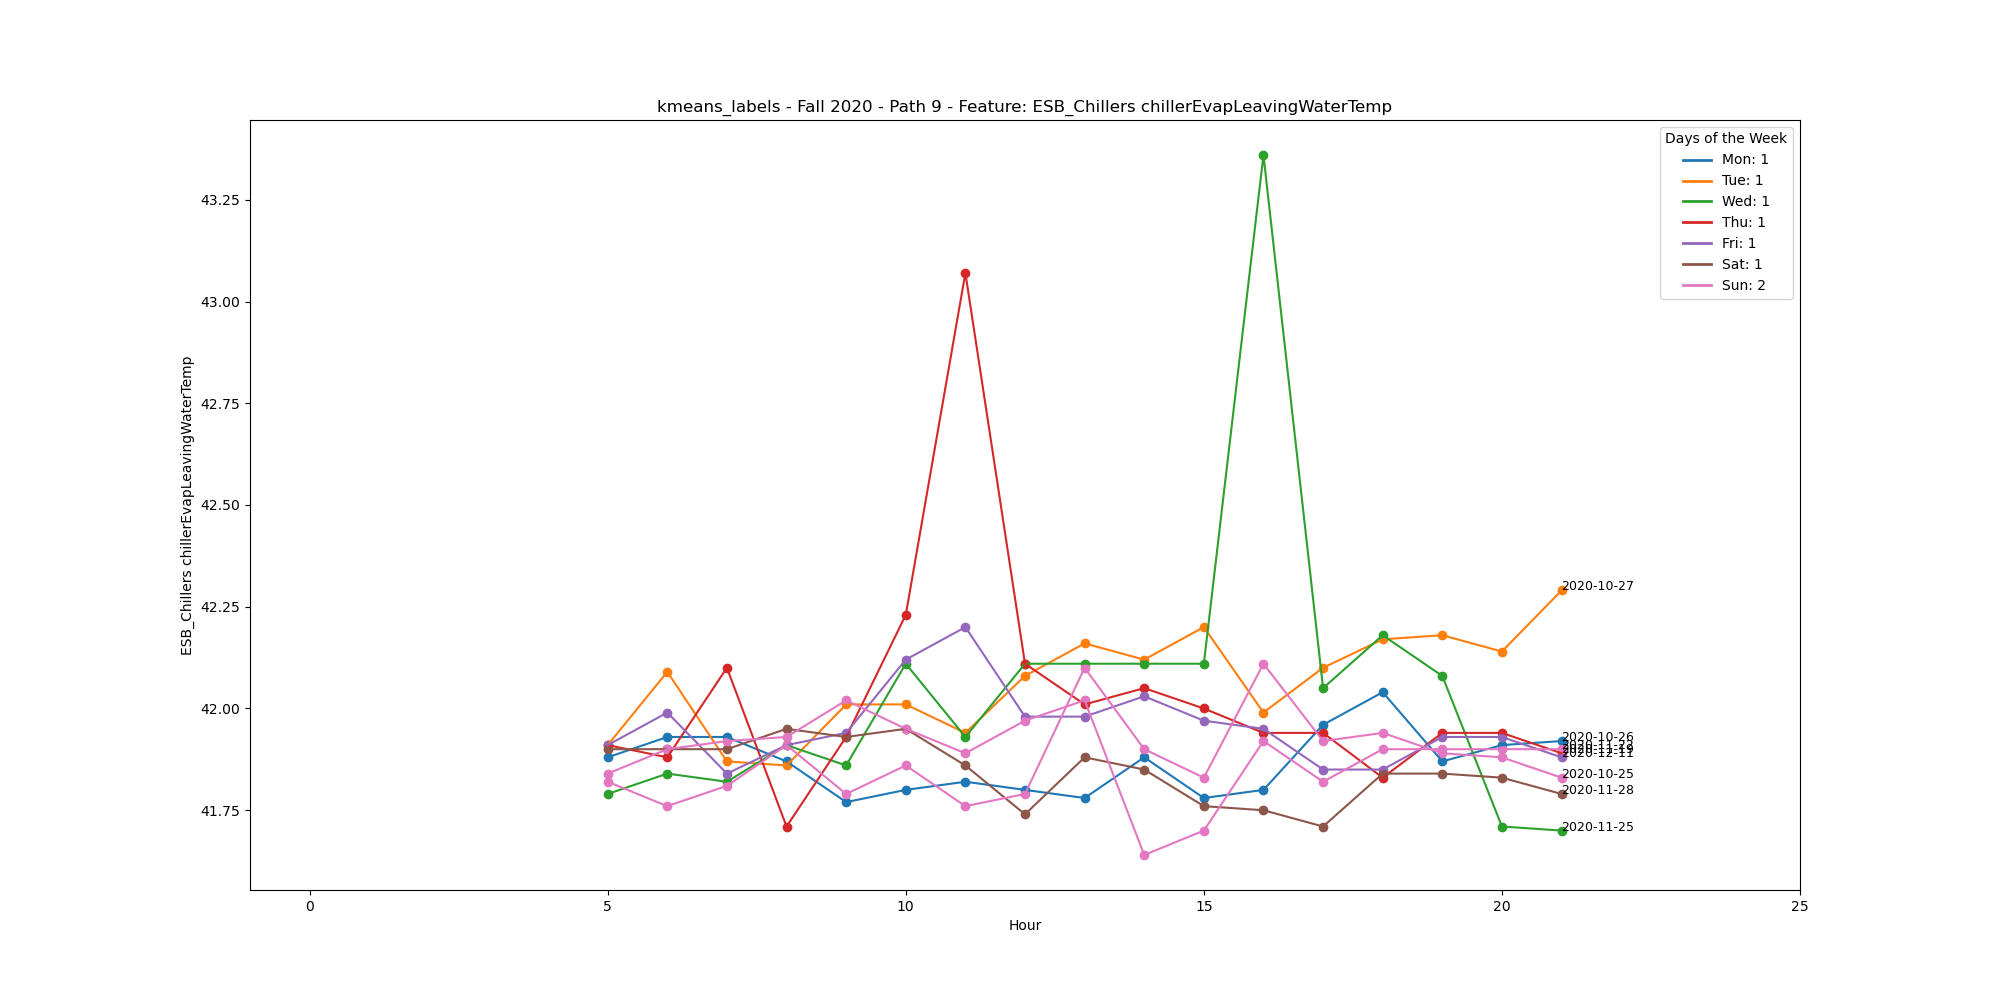 kmeans_labels - Fall 2020 - Path 9 - Feature: ESB_Chillers chillerEvapLeavingWaterTemp
Days of the Week
Mon: 1
Tue: 1
Wed: 1
Thu: 1
Fri: 1
Sat: 1
Sun: 2
ESB_Chillers chillerEvapLeavingWaterTemp
43.25
43.00
42.75
42.50
42.25
42.00
41.75
2020-10-27
2020-10-26
2020-12-11
2020-10-25
2020-11-28
2020-11-25
0
5
10
15
20
25
Hour